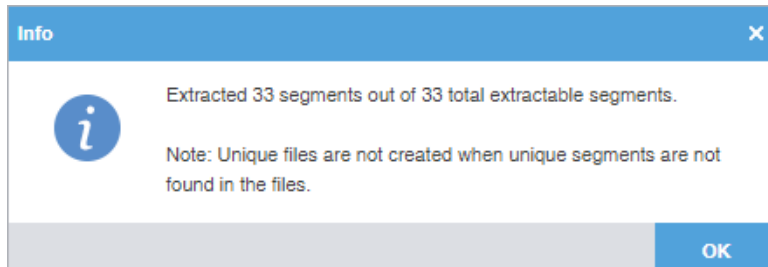 Info
Extracted 33 segments out of 33 total extractable segments.
Note: Unique files are not created when unique segments are not
found in the files.
OK